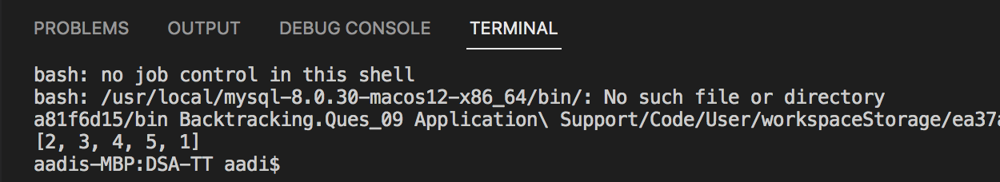 PROBLEMS OUTPUT DEBUG CONSOLE TERMINAL
bash: no job control in this shell
bash: /usr/local/mysql-8.0.30-macos12-x86_64/bin/: No such file or directory
a81f6d15/bin Backtracking.Ques_09 Application\ Support/Code/User/workspaceStorage/ea37a
[2, 3, 4, 5, 1]
aadis-MBP:DSA-TT aadi$